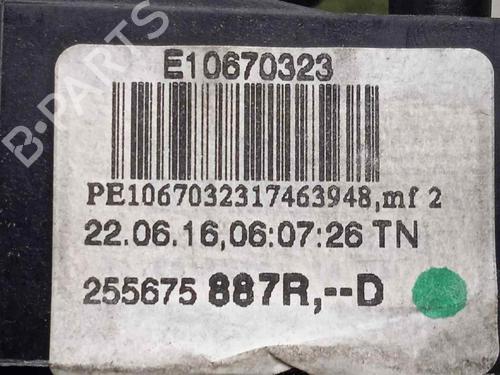 E10670323
PE1067032317463948,mf 2
22.06.16,06:07:26 TN
255675 887R,--D
B-PARTS